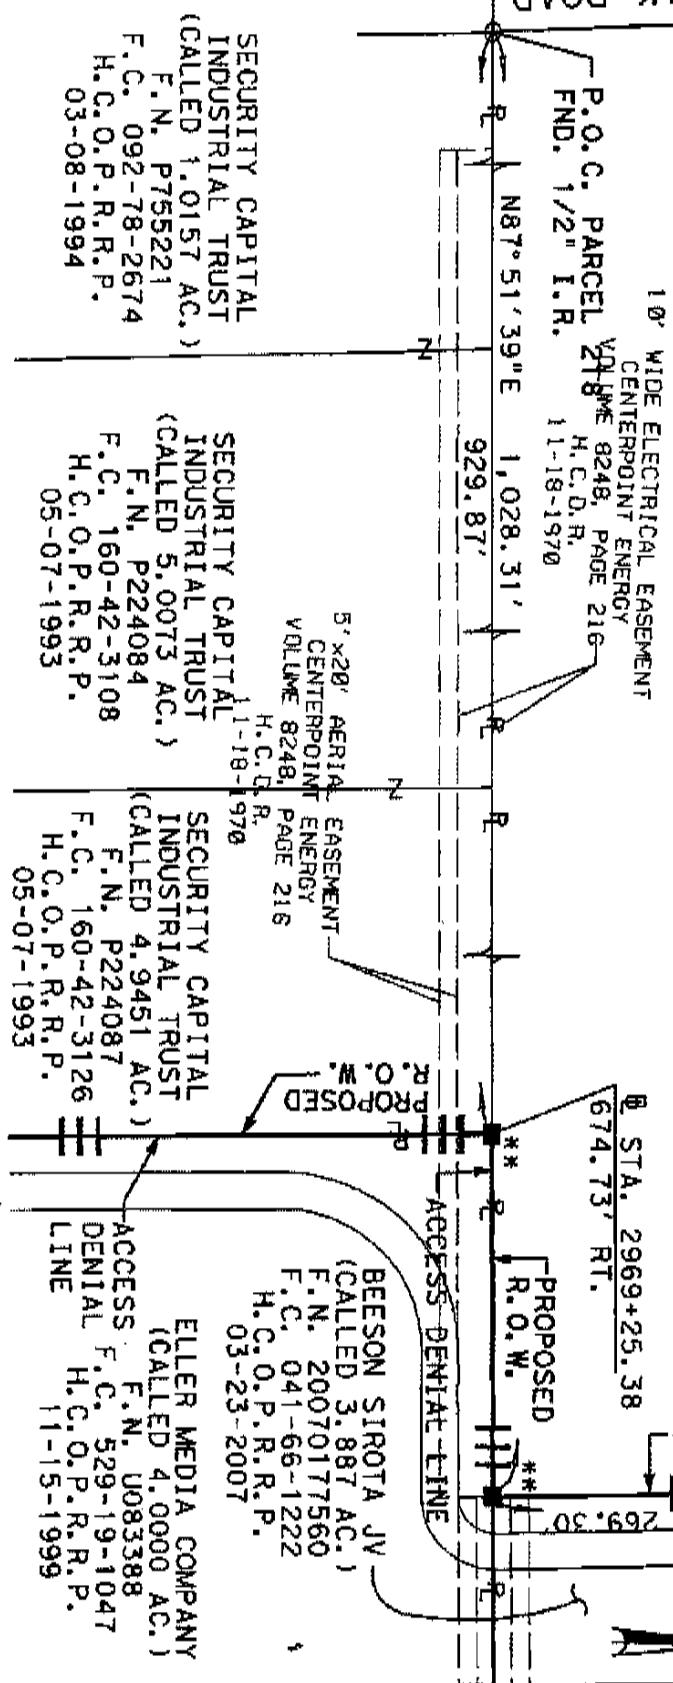 10' WIDE ELECTRICAL EASEMENT
CENTERPOINT ENERGY
VOLUME 8248, PAGE 216
H.C.D.R.
11-18-1970
P.O.C. PARCEL 218
FND. 1/2" I.R.
N87°51'39"E 1,028.31'
929.87'
STA. 2969+25.38
674.73' RT.
PROPOSED
R.O.W.
269.30'
**
**
5'x20' AERIAL EASEMENT
CENTERPOINT ENERGY
VOLUME 8248, PAGE 216
H.C.D.R.
11-18-1970
PROPOSED
R.O.W.
ACCESS DENIAL LINE
SECURITY CAPITAL
INDUSTRIAL TRUST
(CALLED 1.0157 AC.)
F.N. P755221
F.C. 092-78-2674
H.C.O.P.R.R.P.
03-08-1994
SECURITY CAPITAL
INDUSTRIAL TRUST
(CALLED 5.0073 AC.)
F.N. P224084
F.C. 160-42-3108
H.C.O.P.R.R.P.
05-07-1993
SECURITY CAPITAL
INDUSTRIAL TRUST
(CALLED 4.9451 AC.)
F.N. P224087
F.C. 160-42-3126
H.C.O.P.R.R.P.
05-07-1993
BEESON SIROTA JV
(CALLED 3.887 AC.)
F.N. 20070177560
F.C. 041-66-1222
H.C.O.P.R.R.P.
03-23-2007
ELLER MEDIA COMPANY
(CALLED 4.0000 AC.)
F.N. U083388
F.C. 529-19-1047
H.C.O.P.R.R.P.
11-15-1999
ACCESS
DENIAL
LINE